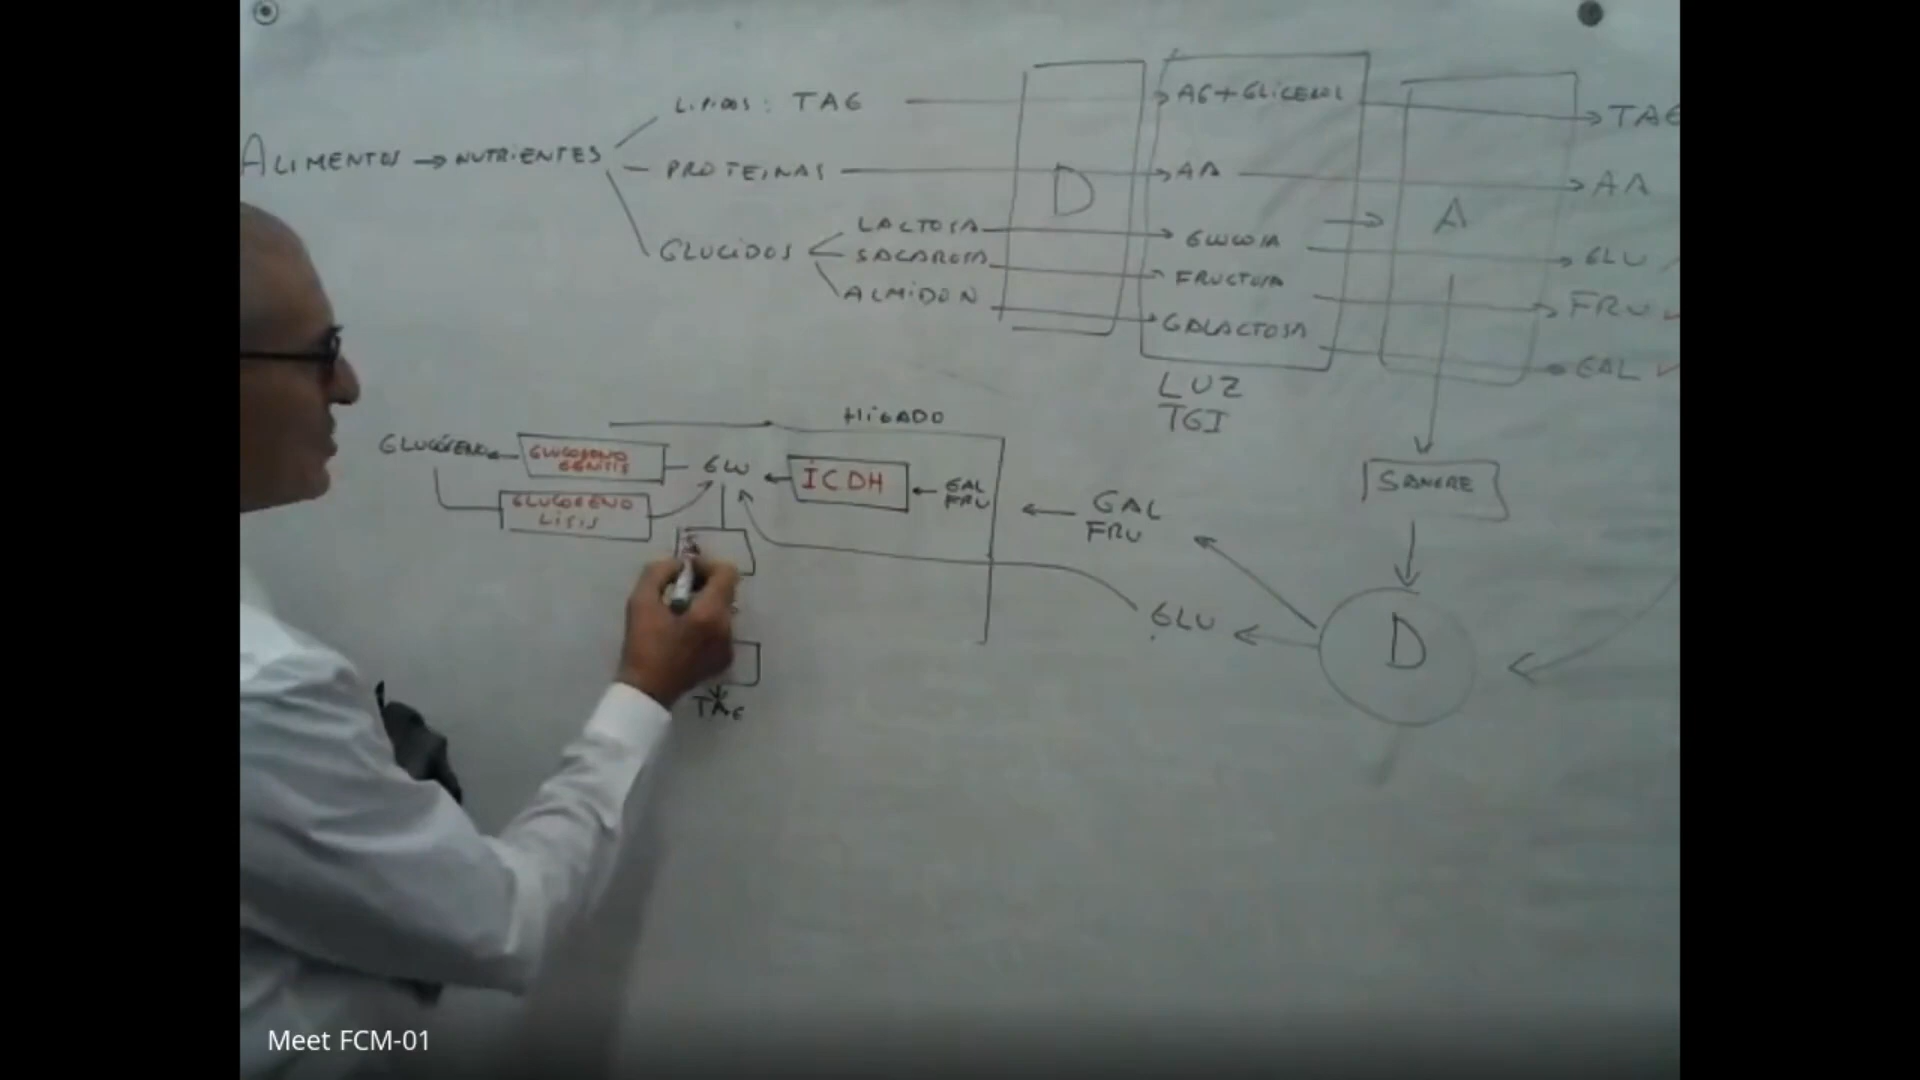 LIPIDOS: TAG
AG+GLICEROL
TAG
ALIMENTOS → NUTRIENTES
PROTEINAS
D
AA
A
AA
GLUCIDOS
LACTOSA
SACAROSA
ALMIDON
GLUCOSA
FRUCTOSA
GALACTOSA
GLU
FRU
GAL
LUZ
TGI
HIGADO
GLUCÓGENO
GLUCOGENO
GENESIS
GLU
ICDH
GAL
FRU
GAL
FRU
SANGRE
GLUCOGENO
LISIS
GLU
D
TAG
Meet FCM-01